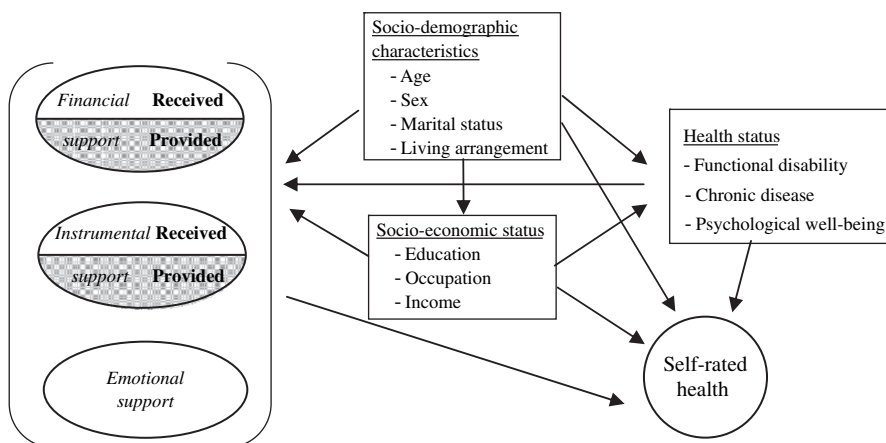 Financial Received
support Provided
Instrumental Received
support Provided
Emotional
support
Socio-demographic
characteristics
- Age
- Sex
- Marital status
- Living arrangement
Socio-economic status
- Education
- Occupation
- Income
Health status
- Functional disability
- Chronic disease
- Psychological well-being
Self-rated
health